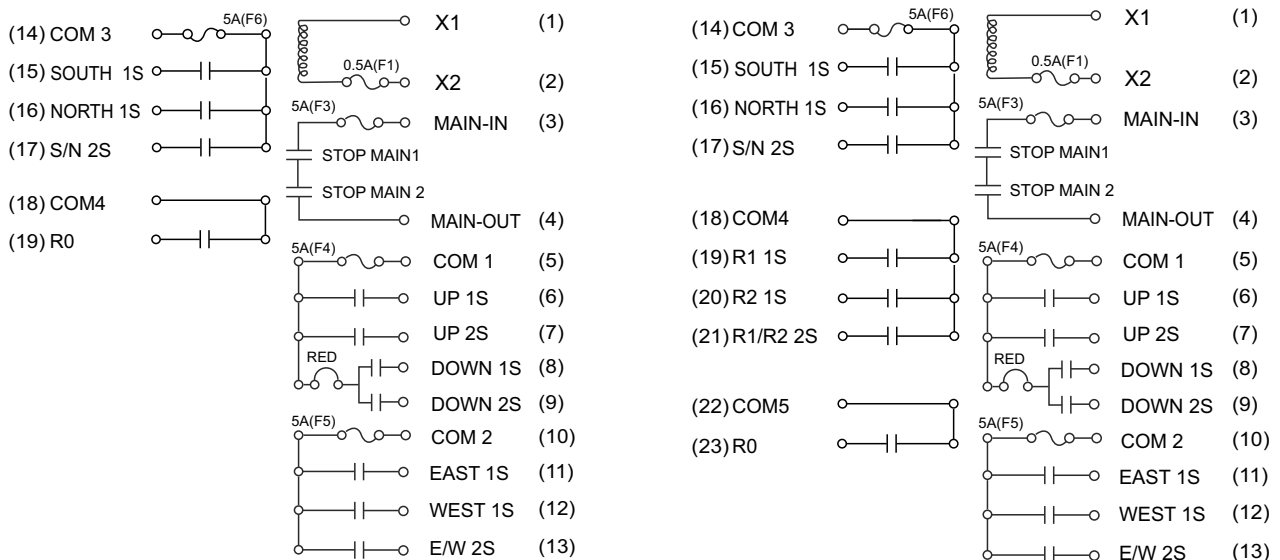 5A(F6)
(14) COM 3
(15) SOUTH 1S
(16) NORTH 1S
(17) S/N 2S
(18) COM4
(19) R0
X1 (1)
0.5A(F1)
X2 (2)
5A(F3)
MAIN-IN (3)
STOP MAIN1
STOP MAIN 2
MAIN-OUT (4)
5A(F4)
COM 1 (5)
UP 1S (6)
UP 2S (7)
RED
DOWN 1S (8)
DOWN 2S (9)
5A(F5)
COM 2 (10)
EAST 1S (11)
WEST 1S (12)
E/W 2S (13)
5A(F6)
(14) COM 3
(15) SOUTH 1S
(16) NORTH 1S
(17) S/N 2S
(18) COM4
(19) R1 1S
(20) R2 1S
(21) R1/R2 2S
(22) COM5
(23) R0
X1 (1)
0.5A(F1)
X2 (2)
5A(F3)
MAIN-IN (3)
STOP MAIN1
STOP MAIN 2
MAIN-OUT (4)
5A(F4)
COM 1 (5)
UP 1S (6)
UP 2S (7)
RED
DOWN 1S (8)
DOWN 2S (9)
5A(F5)
COM 2 (10)
EAST 1S (11)
WEST 1S (12)
E/W 2S (13)